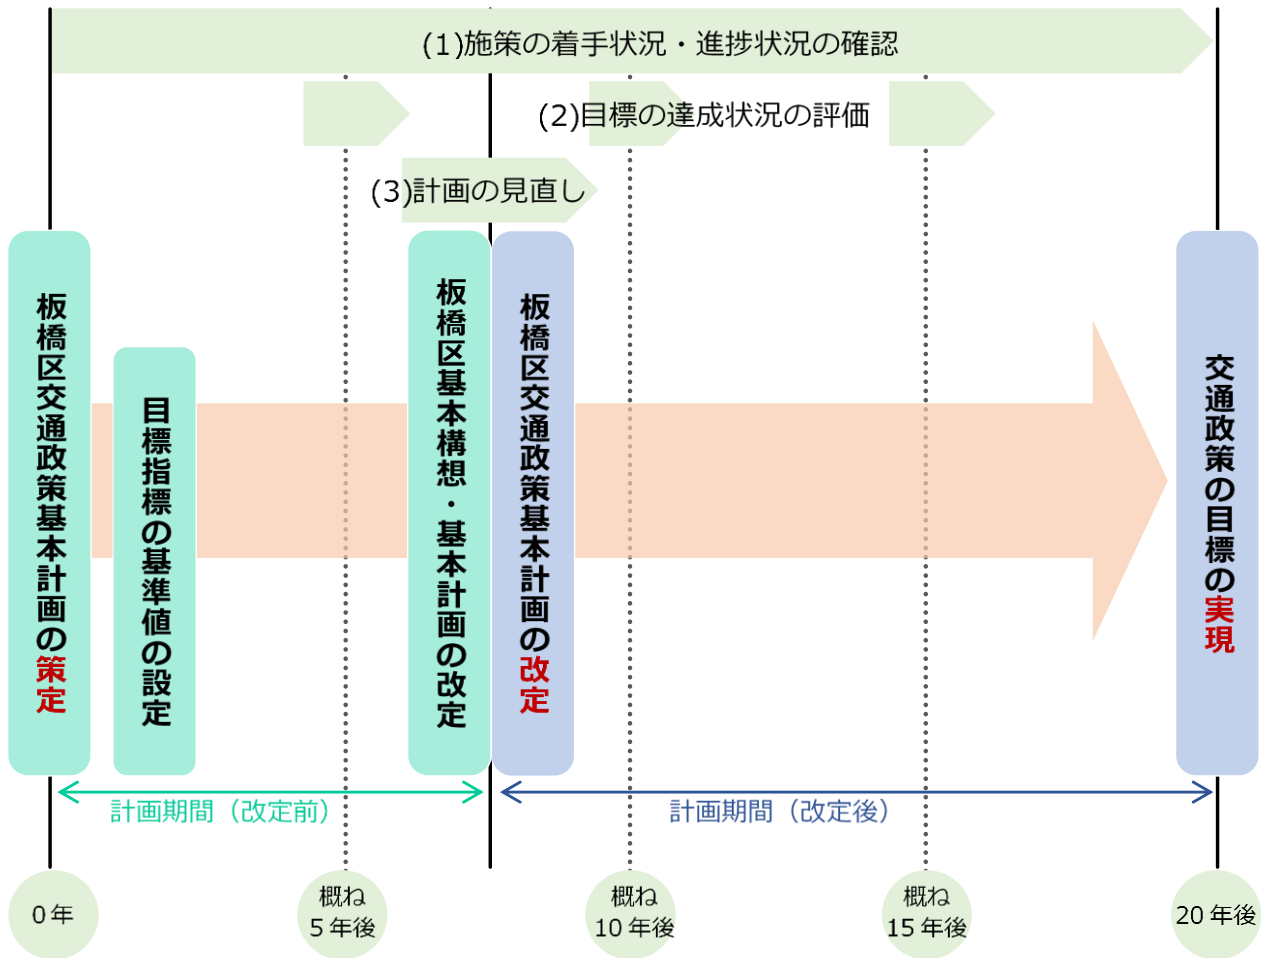 (1)施策の着手状況・進捗状況の確認
(2)目標の達成状況の評価
(3)計画の見直し
板橋区交通政策基本計画の策定
目標指標の基準値の設定
板橋区基本構想・基本計画の改定
板橋区交通政策基本計画の改定
交通政策の目標の実現
計画期間（改定前）
計画期間（改定後）
0年
概ね
5年後
概ね
10年後
概ね
15年後
20年後